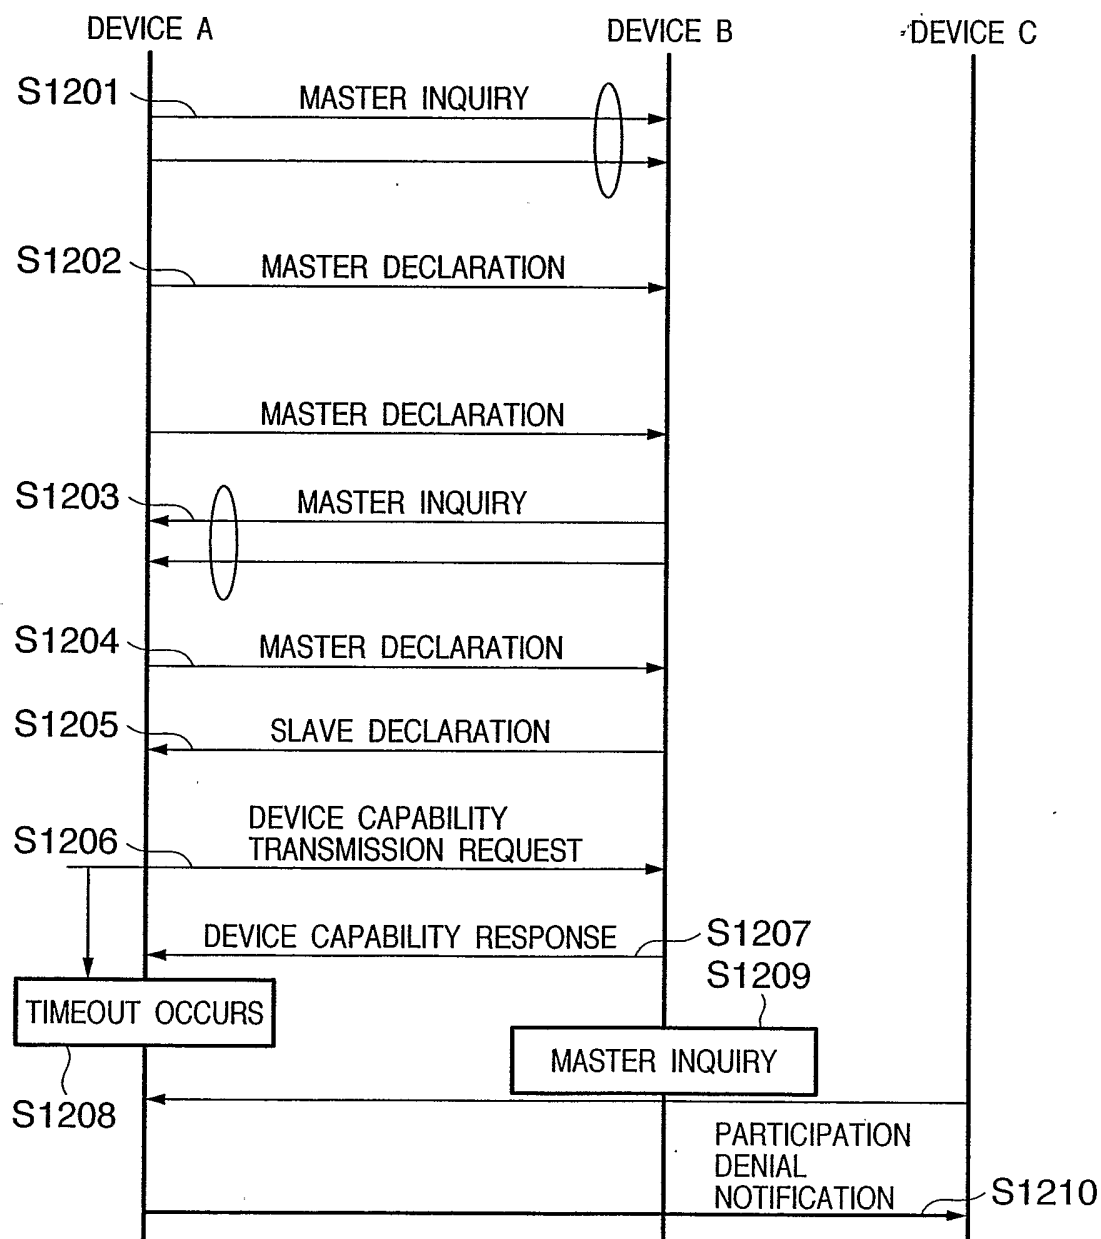 DEVICE A DEVICE B DEVICE C
S1201 MASTER INQUIRY
S1202 MASTER DECLARATION
MASTER DECLARATION
S1203 MASTER INQUIRY
S1204 MASTER DECLARATION
S1205 SLAVE DECLARATION
S1206 DEVICE CAPABILITY
TRANSMISSION REQUEST
DEVICE CAPABILITY RESPONSE S1207
S1209
TIMEOUT OCCURS
MASTER INQUIRY
S1208
PARTICIPATION
DENIAL
NOTIFICATION S1210